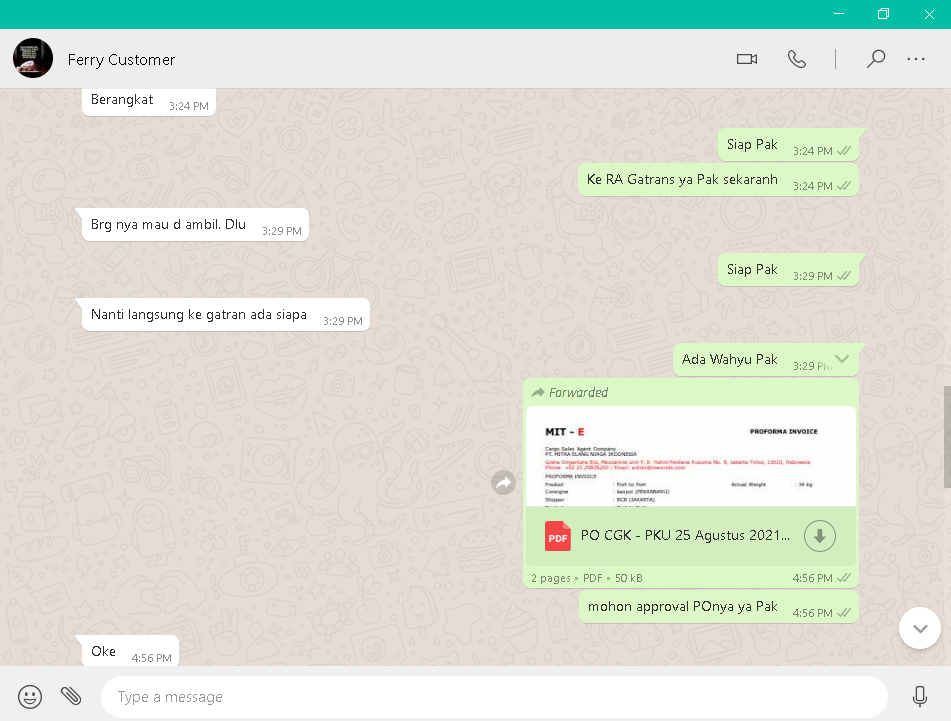 Ferry Customer
Berangkat 3:24 PM
Siap Pak 3:24 PM
Ke RA Gatrans ya Pak sekaranh 3:24 PM
Brg nya mau d ambil. Dlu 3:29 PM
Siap Pak 3:29 PM
Nanti langsung ke gatran ada siapa 3:29 PM
Ada Wahyu Pak 3:29 PM
Forwarded
MIT - E PROFORMA INVOICE
Cargo Sales Agent Company
PT. MITRA ELANG NIAGA INDONESIA
PROFORMA INVOICE
Product : Port to Port Actual Weight : 34 kg
Consigne (PEKANBARU)
Shipper : BCR (JAKARTA)
PDF PO CGK - PKU 25 Agustus 2021...
2 pages • PDF • 50 kB 4:56 PM
mohon approval POnya ya Pak 4:56 PM
Oke 4:56 PM
Type a message